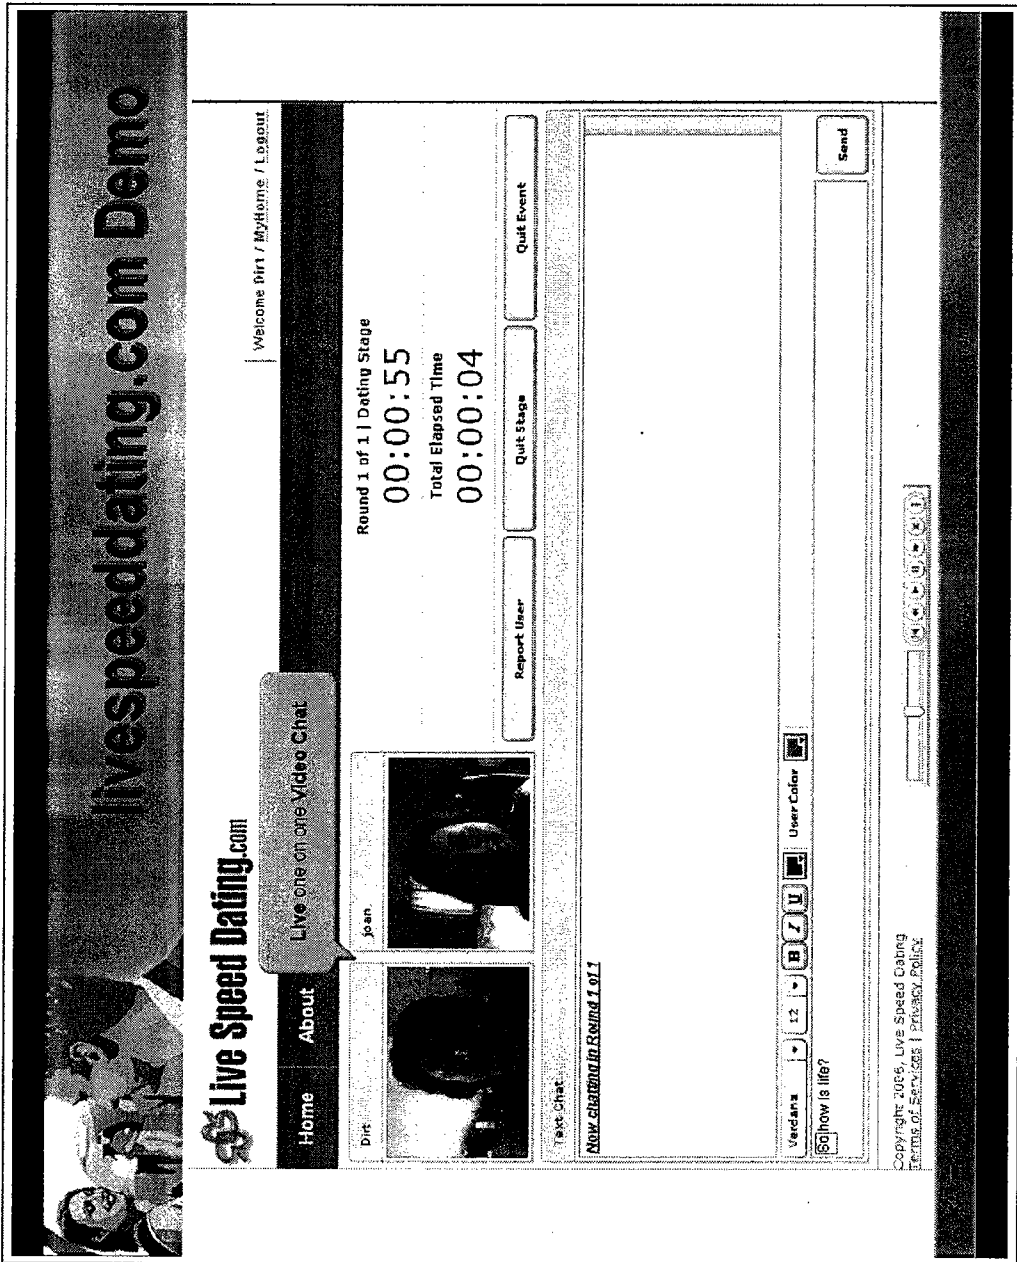 livespeeddating.com Demo
Live Speed Dating.com
Welcome Dirt / MyHome / Logout
Home
About
Live one on one Video Chat
Dirt
joan
Round 1 of 1 | Dating Stage
00:00:55
Total Elapsed Time
00:00:04
Report User
Quit Stage
Quit Event
Text Chat
Now chatting in Round 1 of 1
Verdana 12 B I U User Color
So how is life?
Send
Copyright 2006, Live Speed Dating
Terms of Services | Privacy Policy